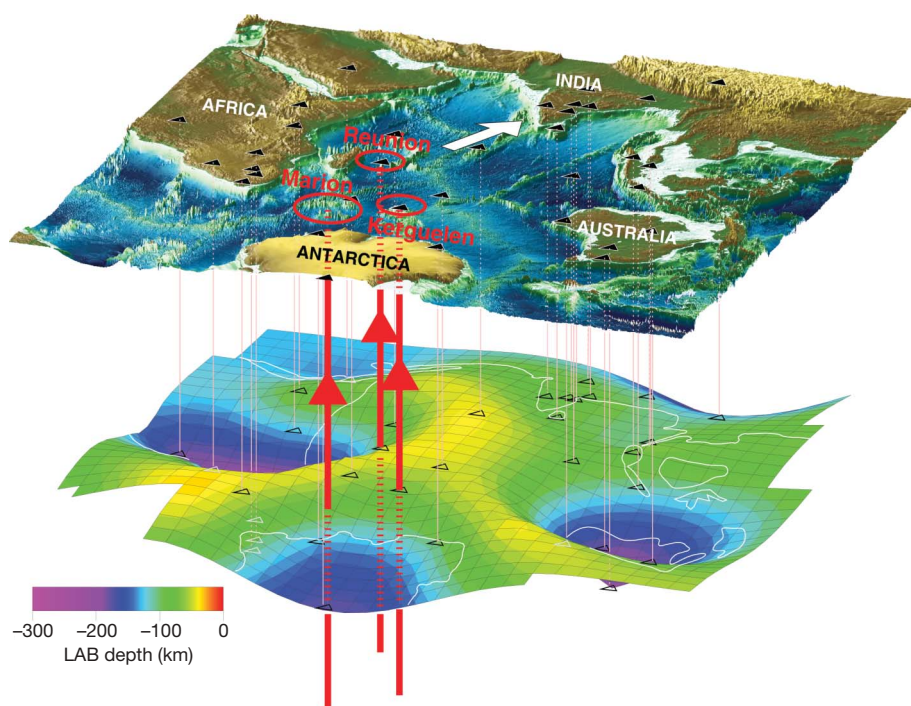 INDIA
AFRICA
Reunion
Marion
Kerguelen
AUSTRALIA
ANTARCTICA
−300 −200 −100 0
LAB depth (km)